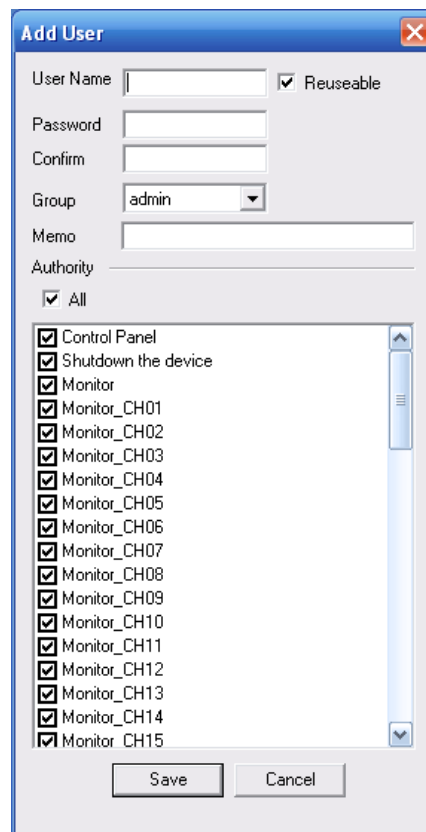 Add User
User Name
Reuseable
Password
Confirm
Group
admin
Memo
Authority
All
Control Panel
Shutdown the device
Monitor
Monitor_CH01
Monitor_CH02
Monitor_CH03
Monitor_CH04
Monitor_CH05
Monitor_CH06
Monitor_CH07
Monitor_CH08
Monitor_CH09
Monitor_CH10
Monitor_CH11
Monitor_CH12
Monitor_CH13
Monitor_CH14
Monitor_CH15
Save
Cancel